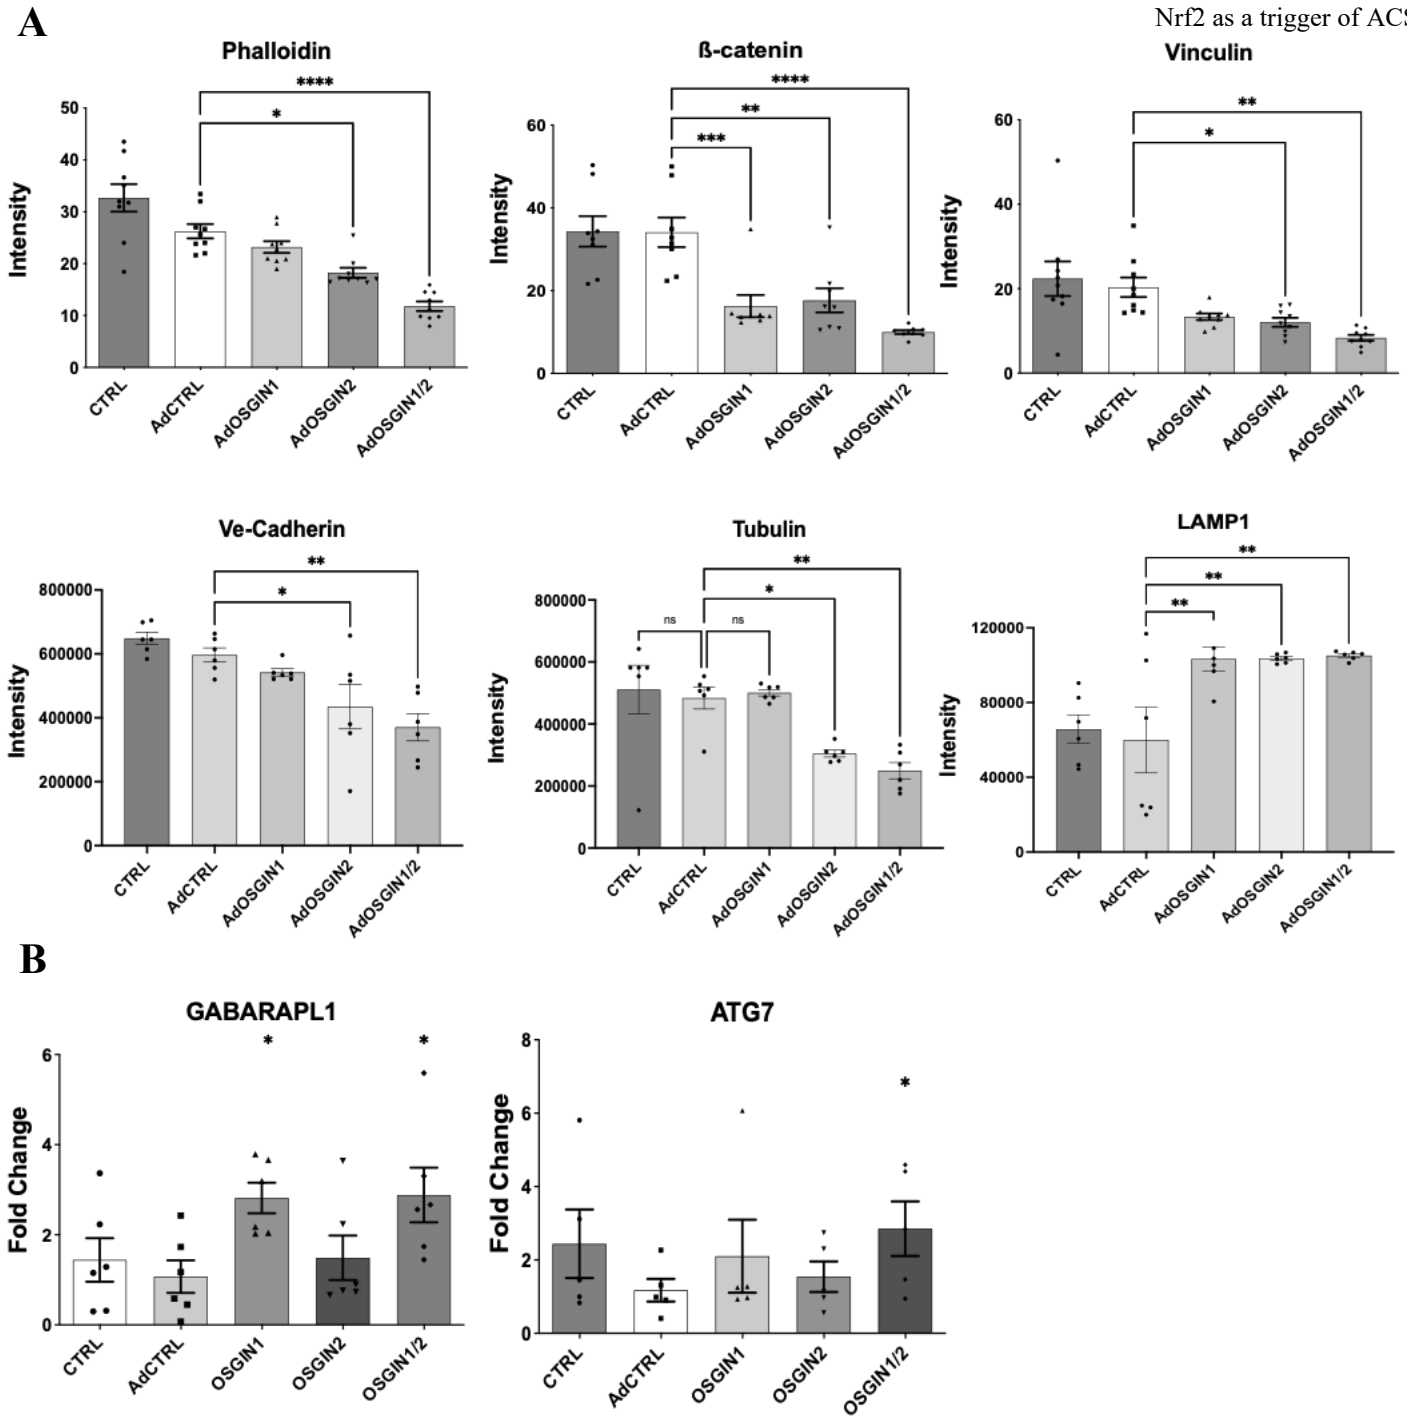 A
Nrf2 as a trigger of ACS
Phalloidin
ß-catenin
Vinculin
****
*
Intensity
50
40
30
20
10
0
CTRL
AdCTRL
AdOSGIN1
AdOSGIN2
AdOSGIN1/2
****
**
***
Intensity
60
40
20
0
CTRL
AdCTRL
AdOSGIN1
AdOSGIN2
AdOSGIN1/2
**
*
Intensity
60
40
20
0
CTRL
AdCTRL
AdOSGIN1
AdOSGIN2
AdOSGIN1/2
Ve-Cadherin
**
*
Intensity
800000
600000
400000
200000
0
CTRL
AdCTRL
AdOSGIN1
AdOSGIN2
AdOSGIN1/2
Tubulin
**
*
ns
ns
Intensity
800000
600000
400000
200000
0
CTRL
AdCTRL
AdOSGIN1
AdOSGIN2
AdOSGIN1/2
LAMP1
**
**
**
Intensity
120000
80000
40000
0
CTRL
AdCTRL
AdOSGIN1
AdOSGIN2
AdOSGIN1/2
B
GABARAPL1
*
*
Fold Change
6
4
2
0
CTRL
AdCTRL
OSGIN1
OSGIN2
OSGIN1/2
ATG7
*
Fold Change
8
6
4
2
0
CTRL
AdCTRL
OSGIN1
OSGIN2
OSGIN1/2